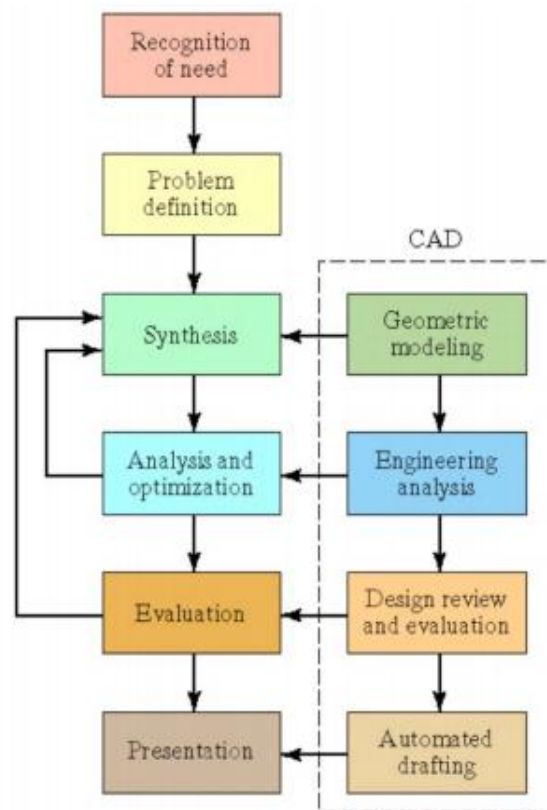 Recognition
of need
Problem
definition
CAD
Synthesis
Geometric
modeling
Analysis and
optimization
Engineering
analysis
Evaluation
Design review
and evaluation
Presentation
Automated
drafting